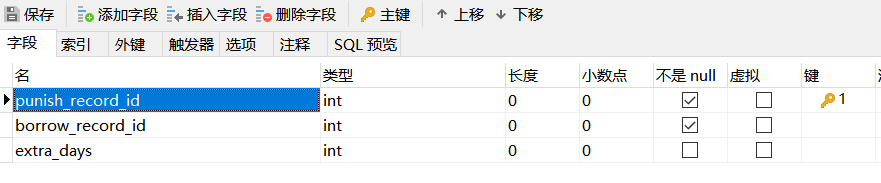 保存 添加字段 插入字段 删除字段 主键 上移 下移
字段 索引 外键 触发器 选项 注释 SQL 预览
名 类型 长度 小数点 不是 null 虚拟 键
punish_record_id int 0 0 1
borrow_record_id int 0 0
extra_days int 0 0